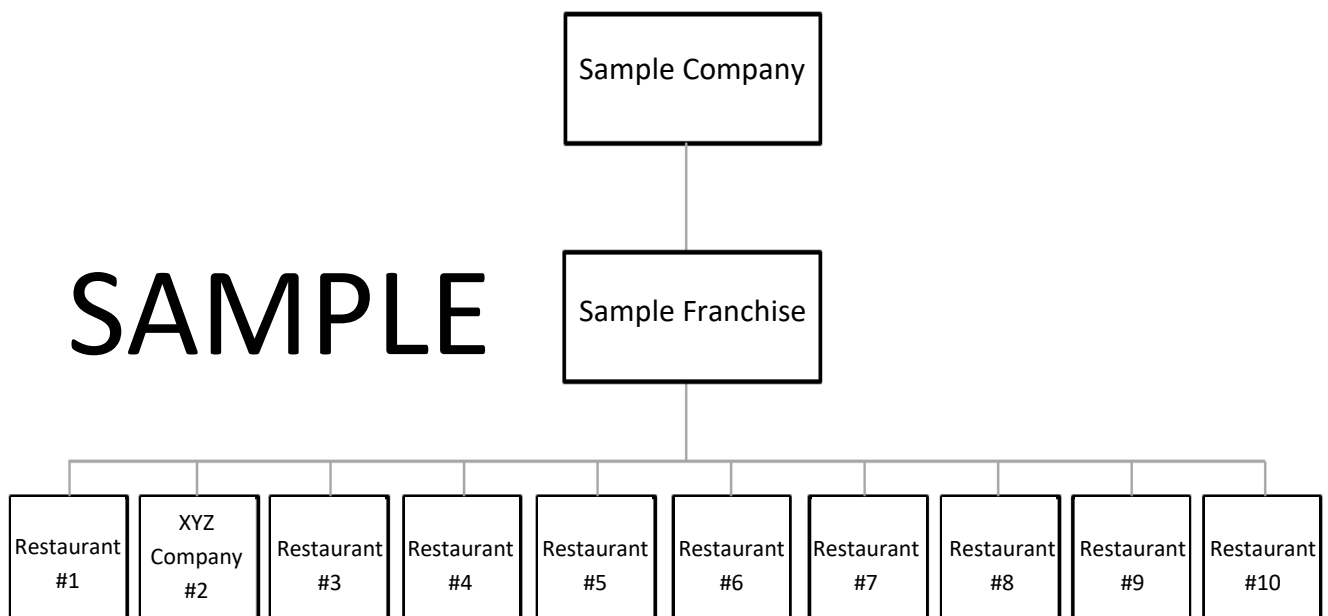 Sample Company
SAMPLE
Sample Franchise
Restaurant
#1
XYZ
Company
#2
Restaurant
#3
Restaurant
#4
Restaurant
#5
Restaurant
#6
Restaurant
#7
Restaurant
#8
Restaurant
#9
Restaurant
#10